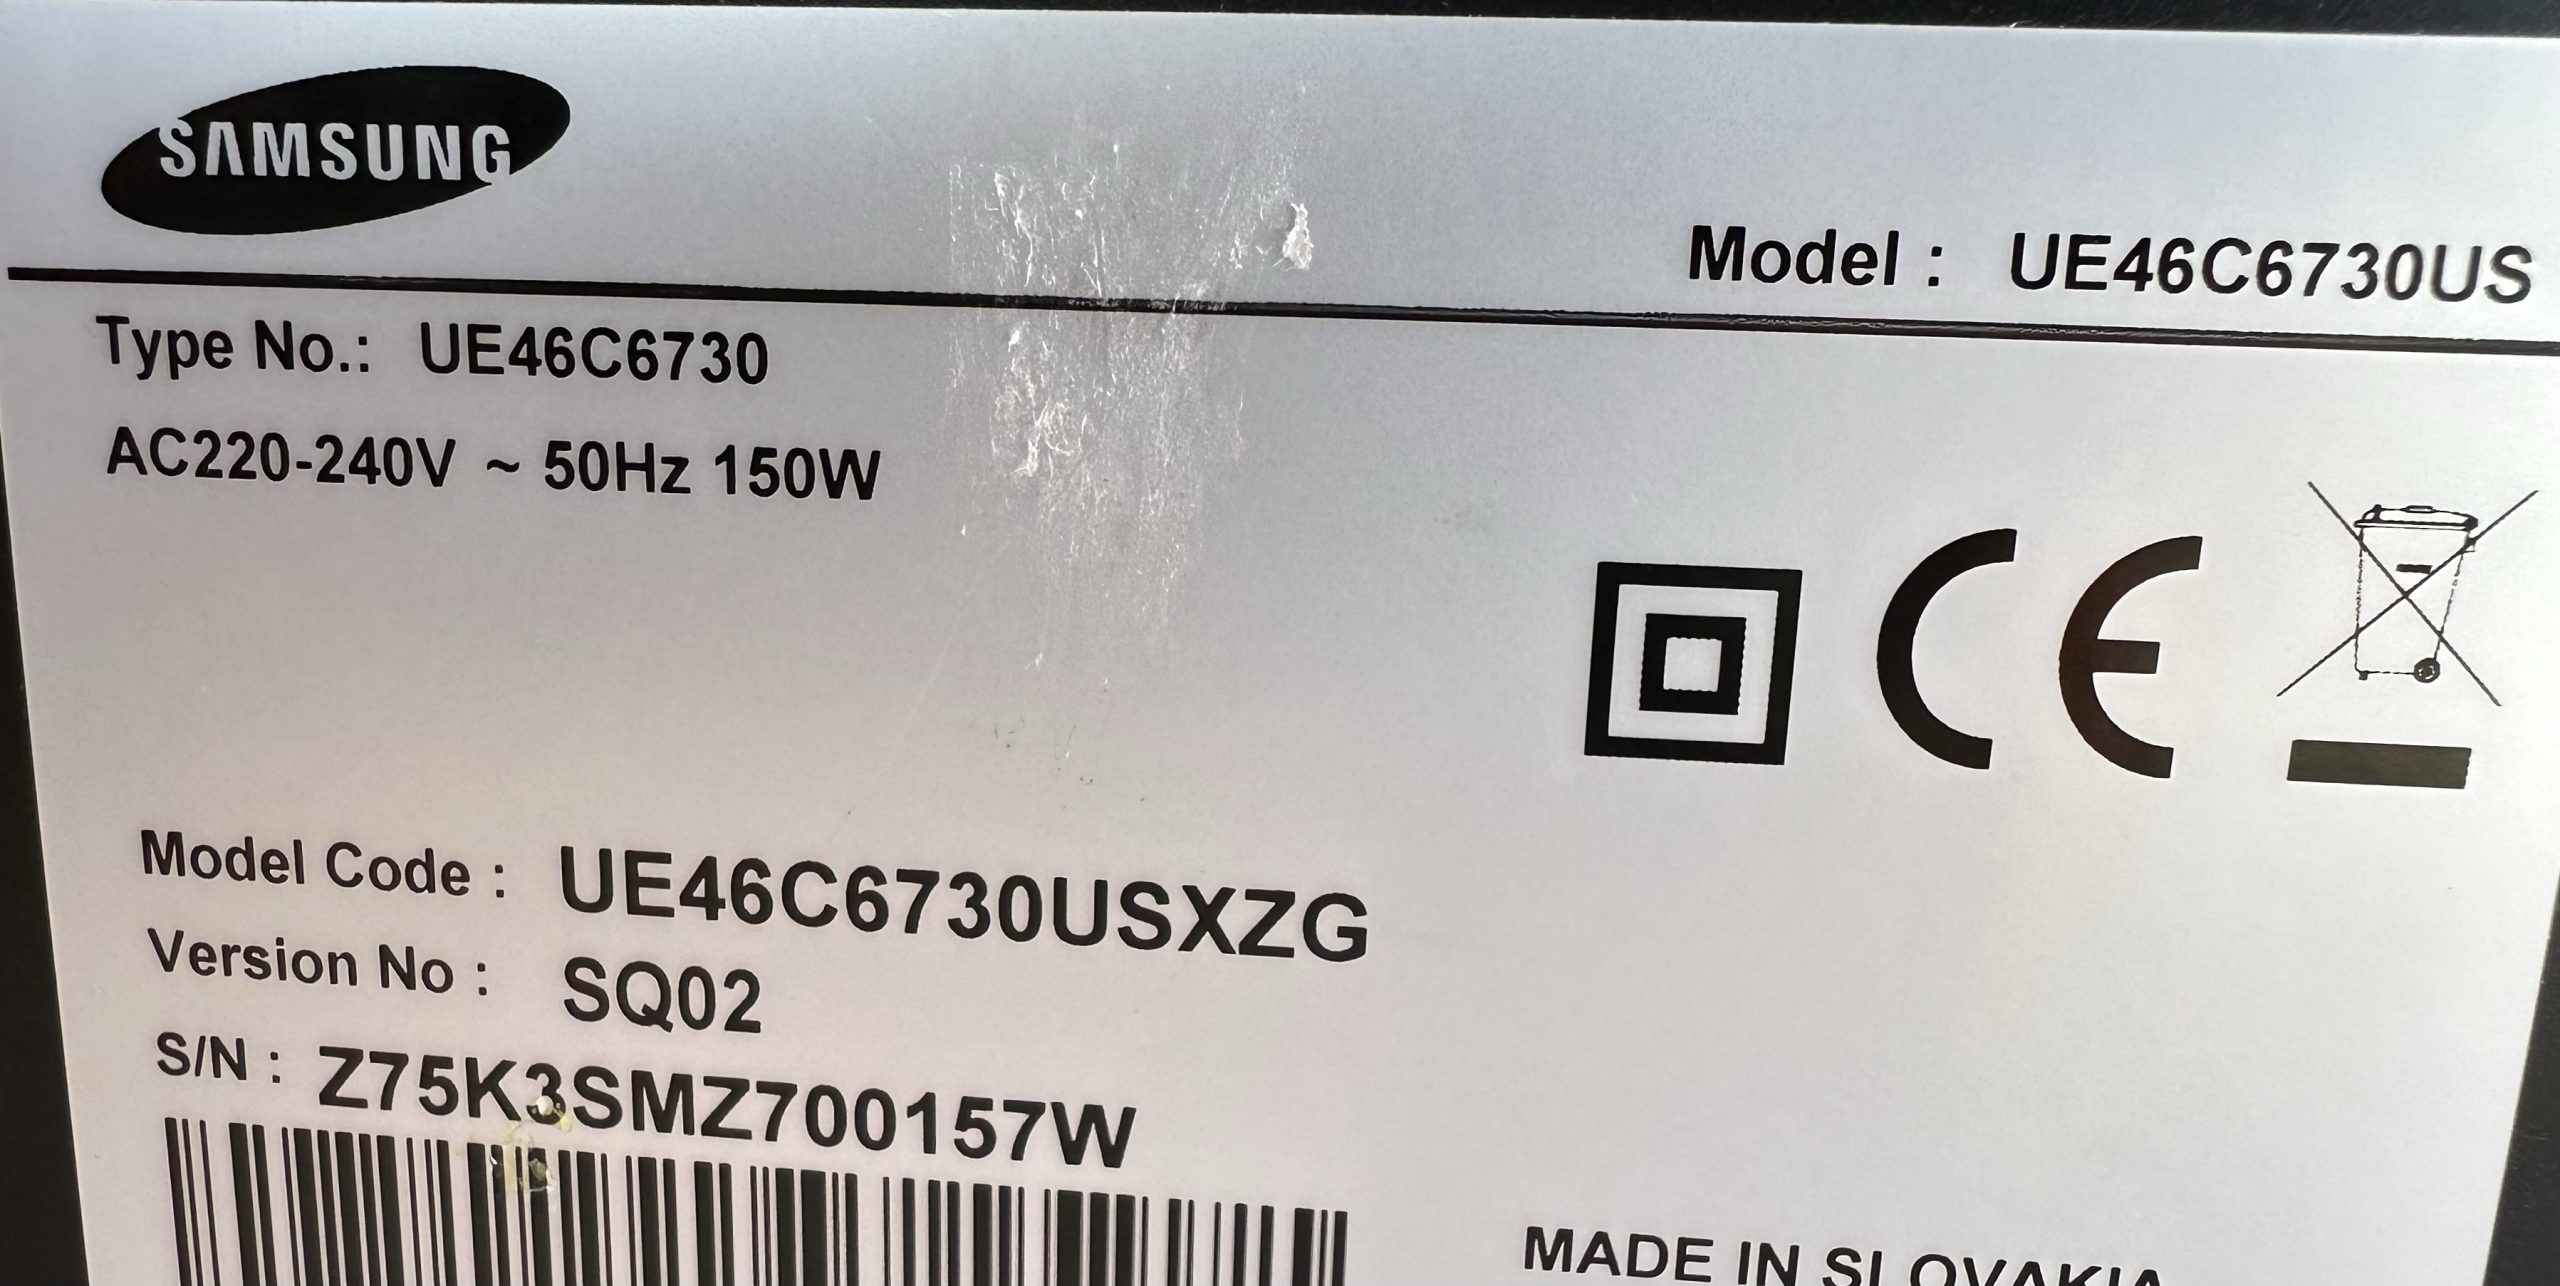 SAMSUNG
Model : UE46C6730US
Type No.: UE46C6730
AC220-240V ~ 50Hz 150W
CE
Model Code : UE46C6730USXZG
Version No : SQ02
S/N : Z75K3SMZ700157W
MADE IN SLOVAKIA